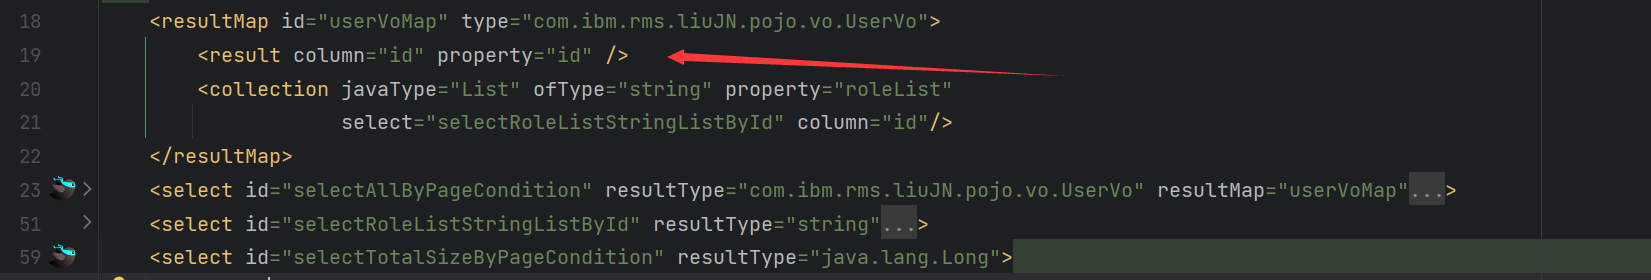 18 <resultMap id="userVoMap" type="com.ibm.rms.liuJN.pojo.vo.UserVo">
19 <result column="id" property="id" />
20 <collection javaType="List" ofType="string" property="roleList"
21 select="selectRoleListStringListById" column="id"/>
22 </resultMap>
23 <select id="selectAllByPageCondition" resultType="com.ibm.rms.liuJN.pojo.vo.UserVo" resultMap="userVoMap"...>
51 <select id="selectRoleListStringListById" resultType="string"...>
59 <select id="selectTotalSizeByPageCondition" resultType="java.lang.Long">